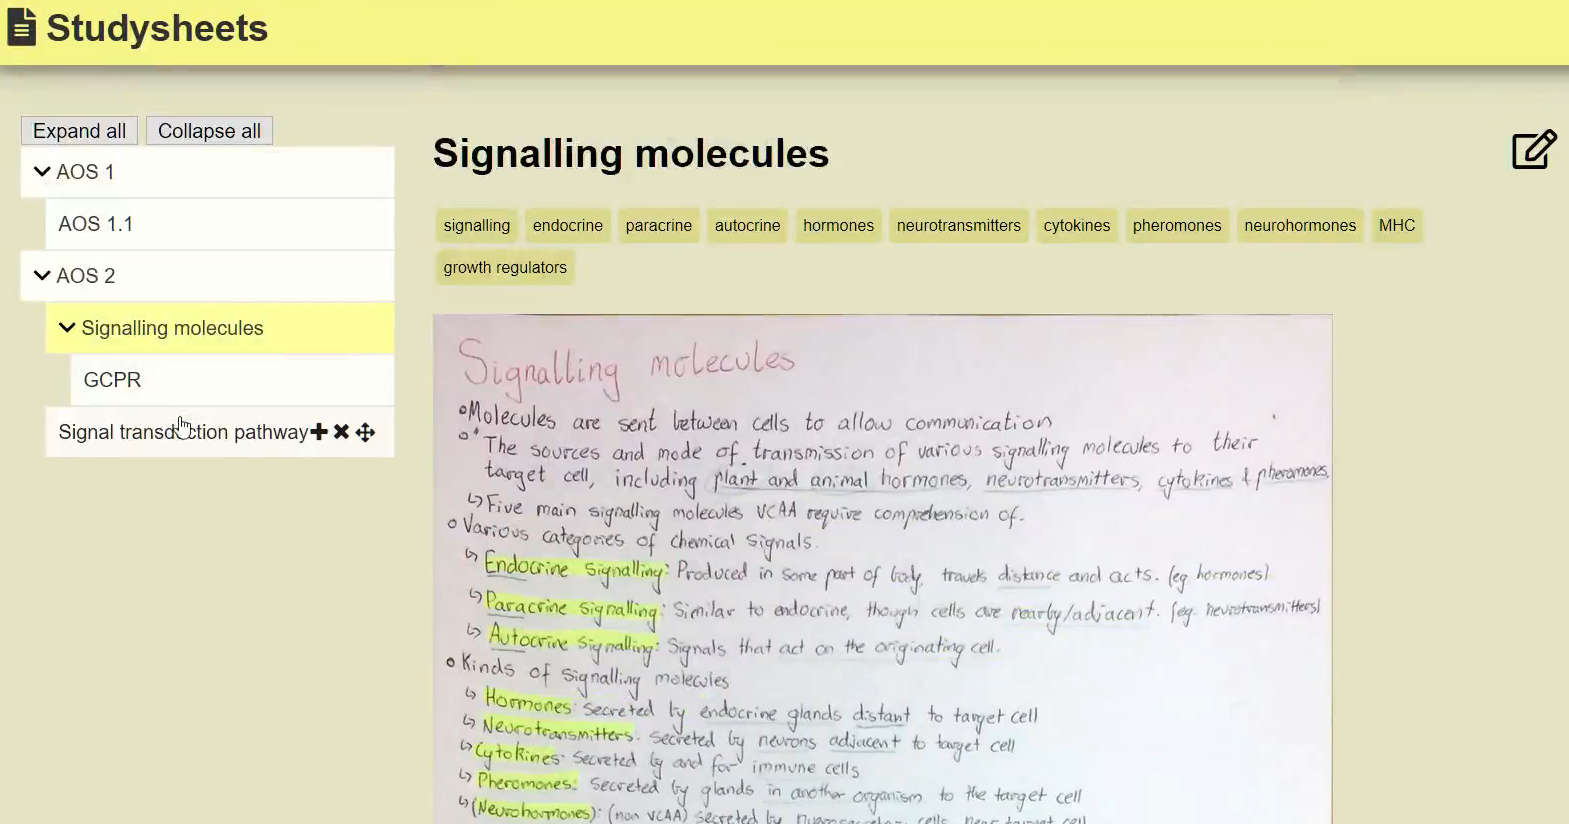 Studysheets
Expand all
Collapse all
AOS 1
AOS 1.1
AOS 2
Signalling molecules
GCPR
Signal transduction pathway
Signalling molecules
signalling endocrine paracrine autocrine hormones neurotransmitters cytokines pheromones neurohormones MHC
growth regulators
Signalling molecules
Molecules are sent between cells to allow communication
"The sources and mode of transmission of various signalling molecules to their
target cell, including plant and animal hormones, neurotransmitters, cytokines & pheromones.
↳ Five main signalling molecules VCAA require comprehension of.
Various categories of chemical signals.
↳ Endocrine signalling: Produced in some part of body, travels distance and acts. (eg hormones)
↳ Paracrine signalling: Similar to endocrine, though cells are nearby/adjacent. (eg. neurotransmitters)
↳ Autocrine signalling: Signals that act on the originating cell.
Kinds of signalling molecules
↳ Hormones: secreted by endocrine glands distant to target cell
↳ Neurotransmitters: secreted by neurons adjacent to target cell
↳ Cytokines: secreted by and for immune cells
↳ Pheromones: secreted by glands in another organism to the target cell
↳ (Neurohormones): (non VCAA) secreted by cells near target cell